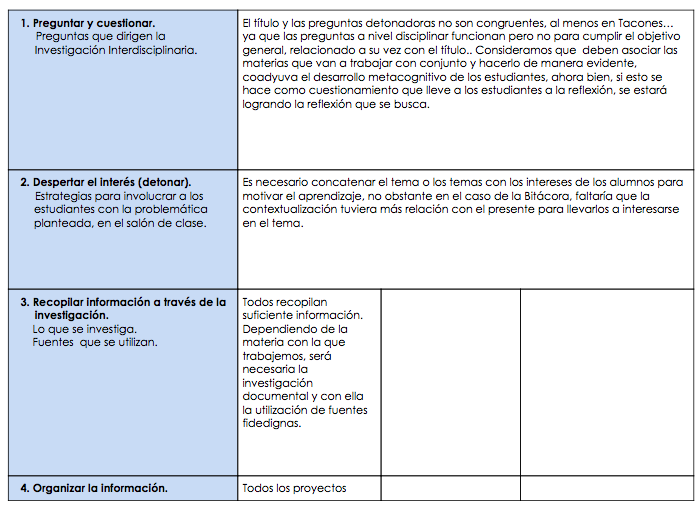 1. Preguntar y cuestionar.
Preguntas que dirigen la
Investigación Interdisciplinaria.
El título y las preguntas detonadoras no son congruentes, al menos en Tacones...
ya que las preguntas a nivel disciplinar funcionan pero no para cumplir el objetivo
general, relacionado a su vez con el título.. Consideramos que  deben asociar las
materias que van a trabajar con conjunto y hacerlo de manera evidente,
coadyuva el desarrollo metacognitivo de los estudiantes, ahora bien, si esto se
hace como cuestionamiento que lleve a los estudiantes a la reflexión, se estará
logrando la reflexión que se busca.
2. Despertar el interés (detonar).
Estrategias para involucrar a los
estudiantes con la problemática
planteada, en el salón de clase.
Es necesario concatenar el tema o los temas con los intereses de los alumnos para
motivar el aprendizaje, no obstante en el caso de la Bitácora, faltaría que la
contextualización tuviera más relación con el presente para llevarlos a interesarse
en el tema.
3. Recopilar información a través de la
investigación.
Lo que se investiga.
Fuentes  que se utilizan.
Todos recopilan
suficiente información.
Dependiendo de la
materia con la que
trabajemos, será
necesaria la
investigación
documental y con ella
la utilización de fuentes
fidedignas.
4. Organizar la información.
Todos los proyectos